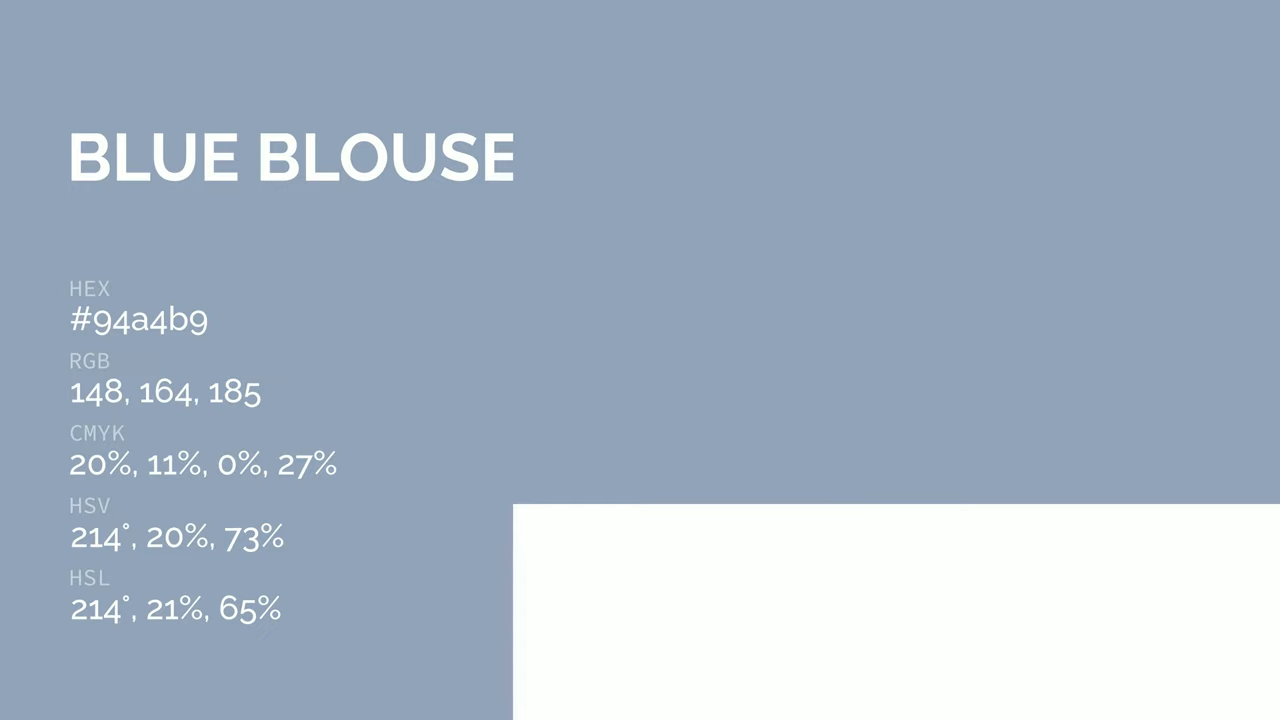 BLUE BLOUSE
HEX
#94a4b9
RGB
148, 164, 185
CMYK
20%, 11%, 0%, 27%
HSV
214°, 20%, 73%
HSL
214°, 21%, 65%